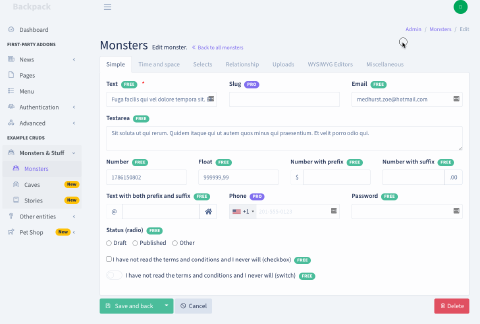 Backpack
S
Dashboard
FIRST-PARTY ADDONS
News
Pages
Menu
Authentication
Advanced
EXAMPLE CRUDS
Monsters & Stuff
Monsters
Caves New
Stories New
Other entities
Pet Shop New
Admin / Monsters / Edit
Monsters Edit monster. « Back to all monsters
Simple Time and space Selects Relationship Uploads WYSIWYG Editors Miscellaneous
Text FREE * Slug PRO Email FREE
Fuga facilis qui vel dolore tempora sit. medhurst.zoe@hotmail.com
Textarea FREE
Sit soluta ut qui rerum. Quidem itaque qui ut autem quos minus qui praesentium. Et velit porro odio qui.
Number FREE Float FREE Number with prefix FREE Number with suffix FREE
1786159802 999999,99 $ .00
Text with both prefix and suffix FREE Phone PRO Password FREE
@ +1
Status (radio) FREE
Draft Published Other
I have not read the terms and conditions and I never will (checkbox) FREE
I have not read the terms and conditions and I never will (switch) FREE
Save and back Cancel Delete